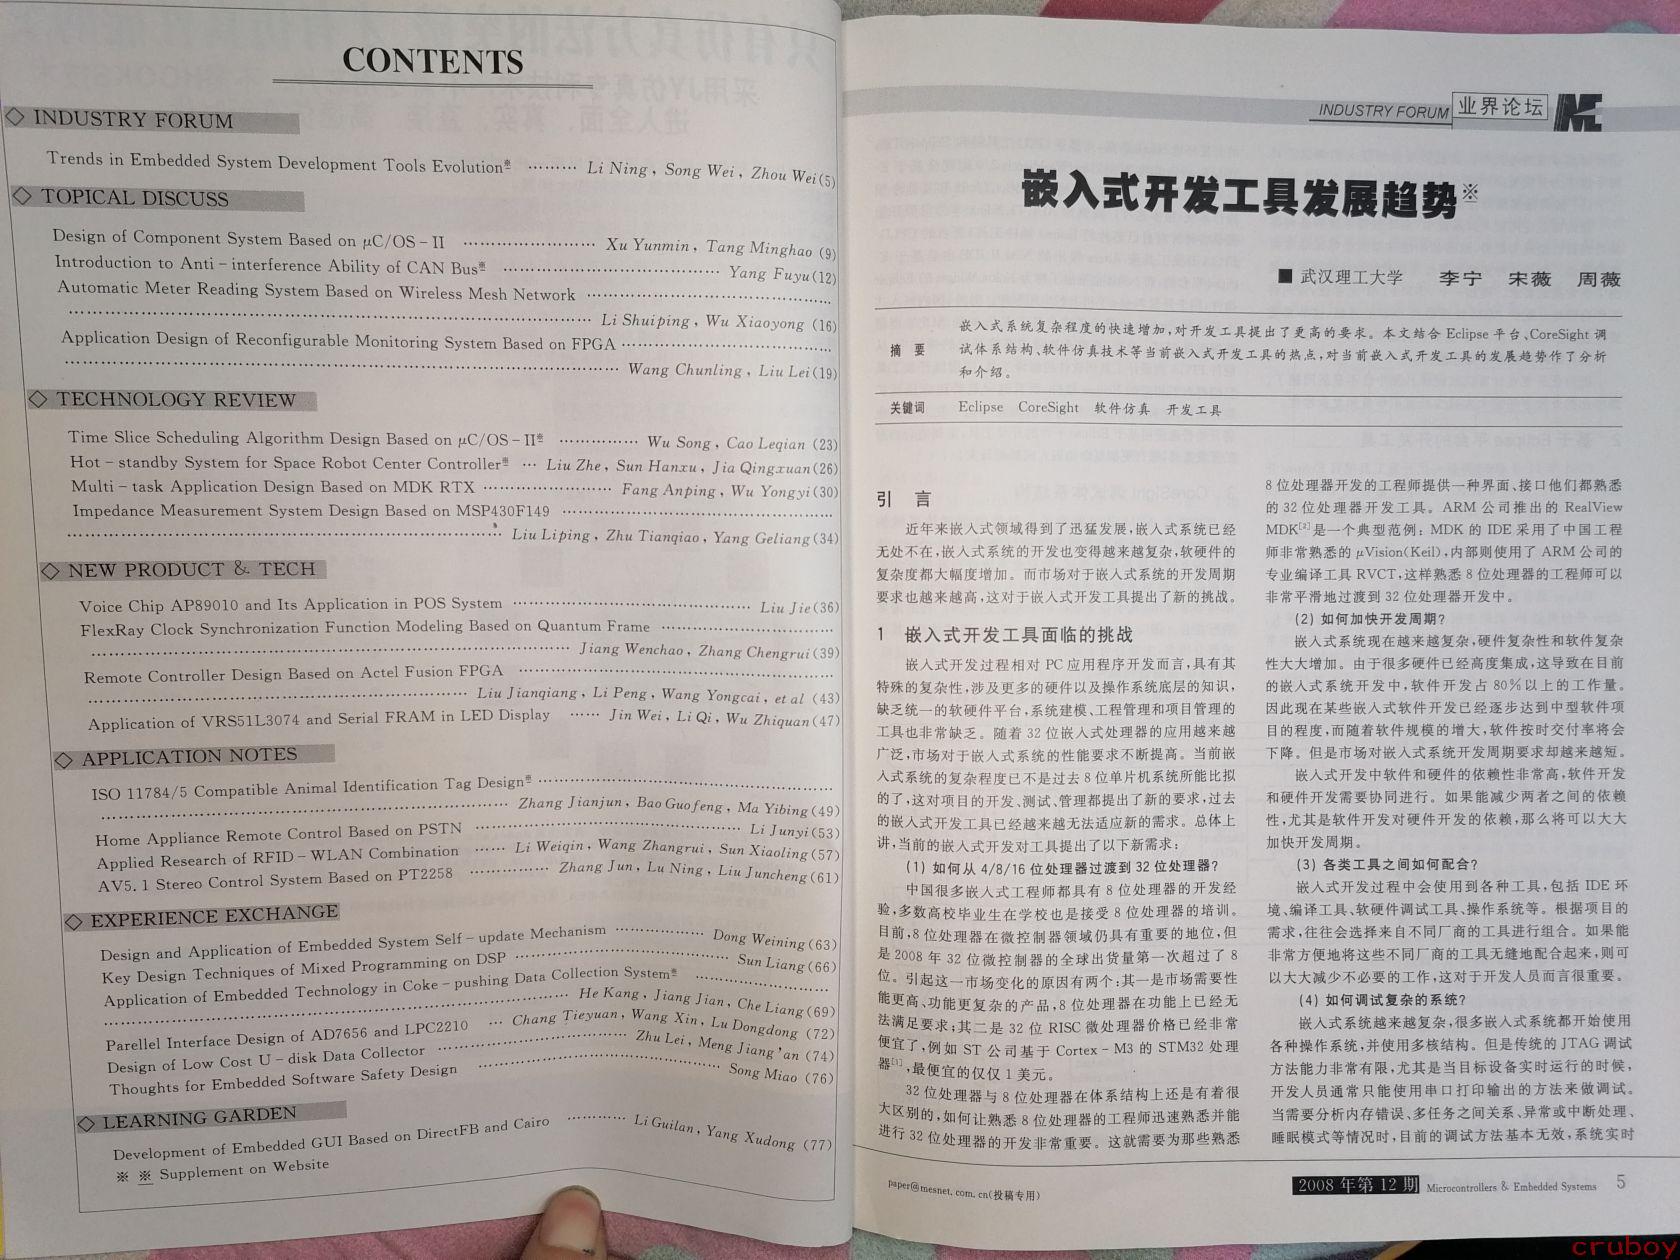 CONTENTS
◇ INDUSTRY FORUM
Trends in Embedded System Development Tools Evolution※ ……… Li Ning, Song Wei, Zhou Wei(5)
◇ TOPICAL DISCUSS
Design of Component System Based on μC/OS-II …………………… Xu Yunmin, Tang Minghao (9)
Introduction to Anti-interference Ability of CAN Bus※ ………………………………… Yang Fuyu(12)
Automatic Meter Reading System Based on Wireless Mesh Network ………………………………
………………………………………………………………………… Li Shuiping, Wu Xiaoyong (16)
Application Design of Reconfigurable Monitoring System Based on FPGA ……………………………
………………………………………………………………………… Wang Chunling, Liu Lei(19)
◇ TECHNOLOGY REVIEW
Time Slice Scheduling Algorithm Design Based on μC/OS-II※ …………… Wu Song, Cao Leqian (23)
Hot-standby System for Space Robot Center Controller※ … Liu Zhe, Sun Hanxu, Jia Qingxuan(26)
Multi-task Application Design Based on MDK RTX ………………… Fang Anping, Wu Yongyi(30)
Impedance Measurement System Design Based on MSP430F149 …………………………………………
……………………………………………………… Liu Liping, Zhu Tianqiao, Yang Geliang(34)
◇ NEW PRODUCT & TECH
Voice Chip AP89010 and Its Application in POS System …………………………………… Liu Jie(36)
FlexRay Clock Synchronization Function Modeling Based on Quantum Frame …………………………
……………………………………………………………………… Jiang Wenchao, Zhang Chengrui(39)
Remote Controller Design Based on Actel Fusion FPGA ………………………………………………
…………………………………………………… Liu Jianqiang, Li Peng, Wang Yongcai, et al (43)
Application of VRS51L3074 and Serial FRAM in LED Display …… Jin Wei, Li Qi, Wu Zhiquan(47)
◇ APPLICATION NOTES
ISO 11784/5 Compatible Animal Identification Tag Design※ …………………………………………
……………………………………………………… Zhang Jianjun, Bao Guofeng, Ma Yibing(49)
Home Appliance Remote Control Based on PSTN ………………………………………… Li Junyi(53)
Applied Research of RFID-WLAN Combination …… Li Weiqin, Wang Zhangrui, Sun Xiaoling(57)
AV5.1 Stereo Control System Based on PT2258 …………… Zhang Jun, Lu Ning, Liu Juncheng(61)
◇ EXPERIENCE EXCHANGE
Design and Application of Embedded System Self-update Mechanism ……………… Dong Weining(63)
Key Design Techniques of Mixed Programming on DSP ………………………………… Sun Liang(66)
Application of Embedded Technology in Coke-pushing Data Collection System※ ……………………
………………………………………………………………………… He Kang, Jiang Jian, Che Liang(69)
Parellel Interface Design of AD7656 and LPC2210 … Chang Tieyuan, Wang Xin, Lu Dongdong (72)
Design of Low Cost U-disk Data Collector ……………………………… Zhu Lei, Meng Jiang'an (74)
Thoughts for Embedded Software Safety Design ……………………………………… Song Miao (76)
◇ LEARNING GARDEN
Development of Embedded GUI Based on DirectFB and Cairo ………… Li Guilan, Yang Xudong (77)
※ ※ Supplement on Website
INDUSTRY FORUM 业界论坛
嵌入式开发工具发展趋势※
■ 武汉理工大学 李宁 宋薇 周薇
摘 要 嵌入式系统复杂程度的快速增加,对开发工具提出了更高的要求。本文结合 Eclipse 平台、CoreSight 调
试体系结构、软件仿真技术等当前嵌入式开发工具的热点,对当前嵌入式开发工具的发展趋势作了分析
和介绍。
关键词 Eclipse CoreSight 软件仿真 开发工具
引 言
近年来嵌入式领域得到了迅猛发展,嵌入式系统已经
无处不在,嵌入式系统的开发也变得越来越复杂,软硬件的
复杂度都大幅度增加。而市场对于嵌入式系统的开发周期
要求也越来越高,这对于嵌入式开发工具提出了新的挑战。
1 嵌入式开发工具面临的挑战
嵌入式开发过程相对 PC 应用程序开发而言,具有其
特殊的复杂性,涉及更多的硬件以及操作系统底层的知识,
缺乏统一的软硬件平台,系统建模、工程管理和项目管理的
工具也非常缺乏。随着 32 位嵌入式处理器的应用越来越
广泛,市场对于嵌入式系统的性能要求不断提高。当前嵌
入式系统的复杂程度已不是过去 8 位单片机系统所能比拟
的了,这对项目的开发、测试、管理都提出了新的要求,过去
的嵌入式开发工具已经越来越无法适应新的需求。总体上
讲,当前的嵌入式开发对工具提出了以下新需求:
(1) 如何从 4/8/16 位处理器过渡到 32 位处理器?
中国很多嵌入式工程师都具有 8 位处理器的开发经
验,多数高校毕业生在学校也是接受 8 位处理器的培训。
目前,8 位处理器在微控制器领域仍具有重要的地位,但
是 2008 年 32 位微控制器的全球出货量第一次超过了 8
位。引起这一市场变化的原因有两个:其一是市场需要性
能更高、功能更复杂的产品,8 位处理器在功能上已经无
法满足要求;其二是 32 位 RISC 微处理器价格已经非常
便宜了,例如 ST 公司基于 Cortex-M3 的 STM32 处理
器[1],最便宜的仅仅 1 美元。
32 位处理器与 8 位处理器在体系结构上还是有着很
大区别的,如何让熟悉 8 位处理器的工程师迅速熟悉并能
进行 32 位处理器的开发非常重要。这就需要为那些熟悉
8 位处理器开发的工程师提供一种界面、接口他们都熟悉
的 32 位处理器开发工具。ARM 公司推出的 RealView
MDK[2]是一个典型范例: MDK 的 IDE 采用了中国工程
师非常熟悉的 μVision(Keil),内部则使用了 ARM 公司的
专业编译工具 RVCT,这样熟悉 8 位处理器的工程师可以
非常平滑地过渡到 32 位处理器开发中。
(2) 如何加快开发周期?
嵌入式系统现在越来越复杂,硬件复杂性和软件复杂
性大大增加。由于很多硬件已经高度集成,这导致在目前
的嵌入式系统开发中,软件开发占 80%以上的工作量。
因此现在某些嵌入式软件开发已经逐步达到中型软件项
目的程度,而随着软件规模的增大,软件按时交付率将会
下降。但是市场对嵌入式系统开发周期要求却越来越短。
嵌入式开发中软件和硬件的依赖性非常高,软件开发
和硬件开发需要协同进行。如果能减少两者之间的依赖
性,尤其是软件开发对硬件开发的依赖,那么将可以大大
加快开发周期。
(3) 各类工具之间如何配合?
嵌入式开发过程中会使用到各种工具,包括 IDE 环
境、编译工具、软硬件调试工具、操作系统等。根据项目的
需求,往往会选择来自不同厂商的工具进行组合。如果能
非常方便地将这些不同厂商的工具无缝地配合起来,则可
以大大减少不必要的工作,这对于开发人员而言很重要。
(4) 如何调试复杂的系统?
嵌入式系统越来越复杂,很多嵌入式系统都开始使用
各种操作系统,并使用多核结构。但是传统的 JTAG 调试
方法能力非常有限,尤其是当目标设备实时运行的时候,
开发人员通常只能使用串口打印输出的方法来做调试。
当需要分析内存错误、多任务之间关系、异常或中断处理、
睡眠模式等情况时,目前的调试方法基本无效,系统实时
paper@mesnet.com.cn(投稿专用)
2008 年第 12 期 Microcontrollers & Embedded Systems 5
cruboy